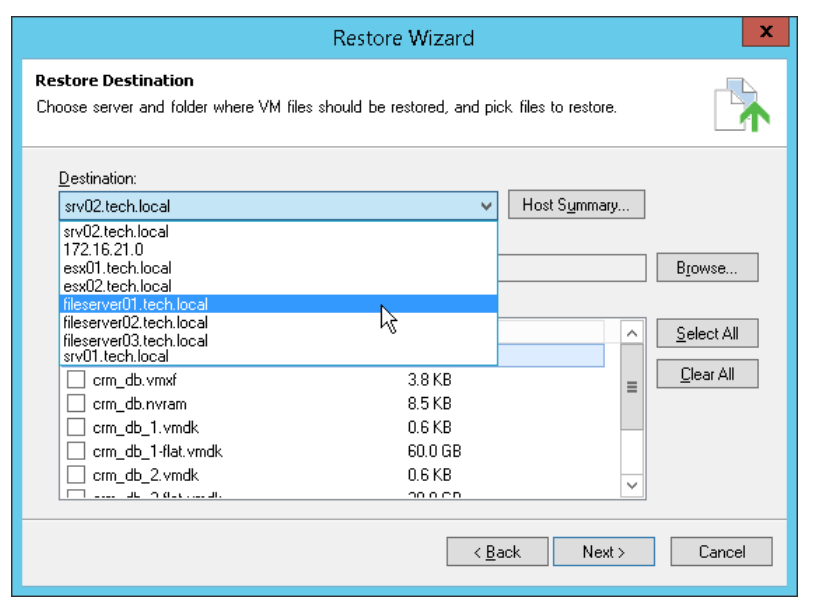 Restore Wizard
x
Restore Destination
Choose server and folder where VM files should be restored, and pick files to restore.
Destination:
srv02.tech.local
Host Summary...
srv02.tech.local
172.16.21.0
esx01.tech.local
esx02.tech.local
fileserver01.tech.local
fileserver02.tech.local
fileserver03.tech.local
srv01.tech.local
Browse...
Select All
Clear All
crm_db.vmxf 3.8 KB
crm_db.nvram 8.5 KB
crm_db_1.vmdk 0.6 KB
crm_db_1-flat.vmdk 60.0 GB
crm_db_2.vmdk 0.6 KB
< Back Next > Cancel